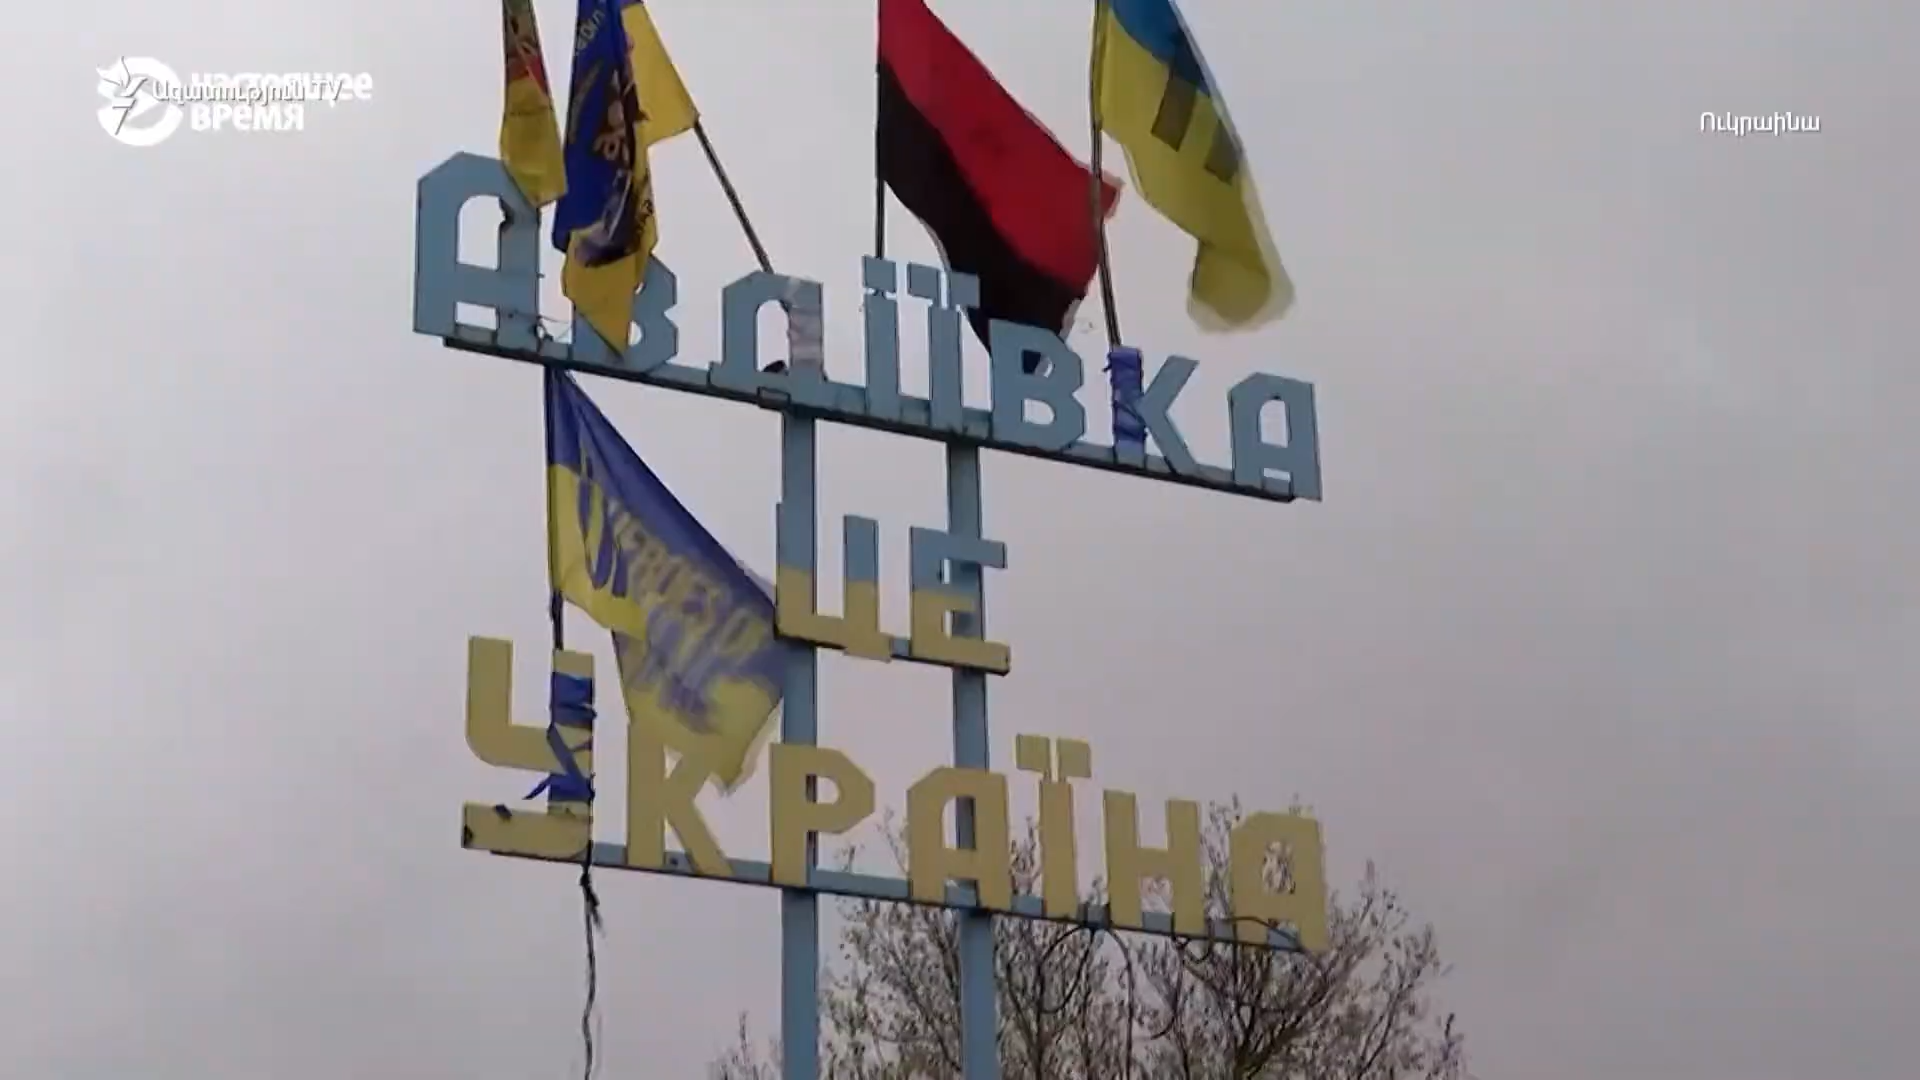 настоящее
время
Ազատություն TV
Ուկրաինա
АВДІЇВКА
ЦЕ
УКРАЇНА